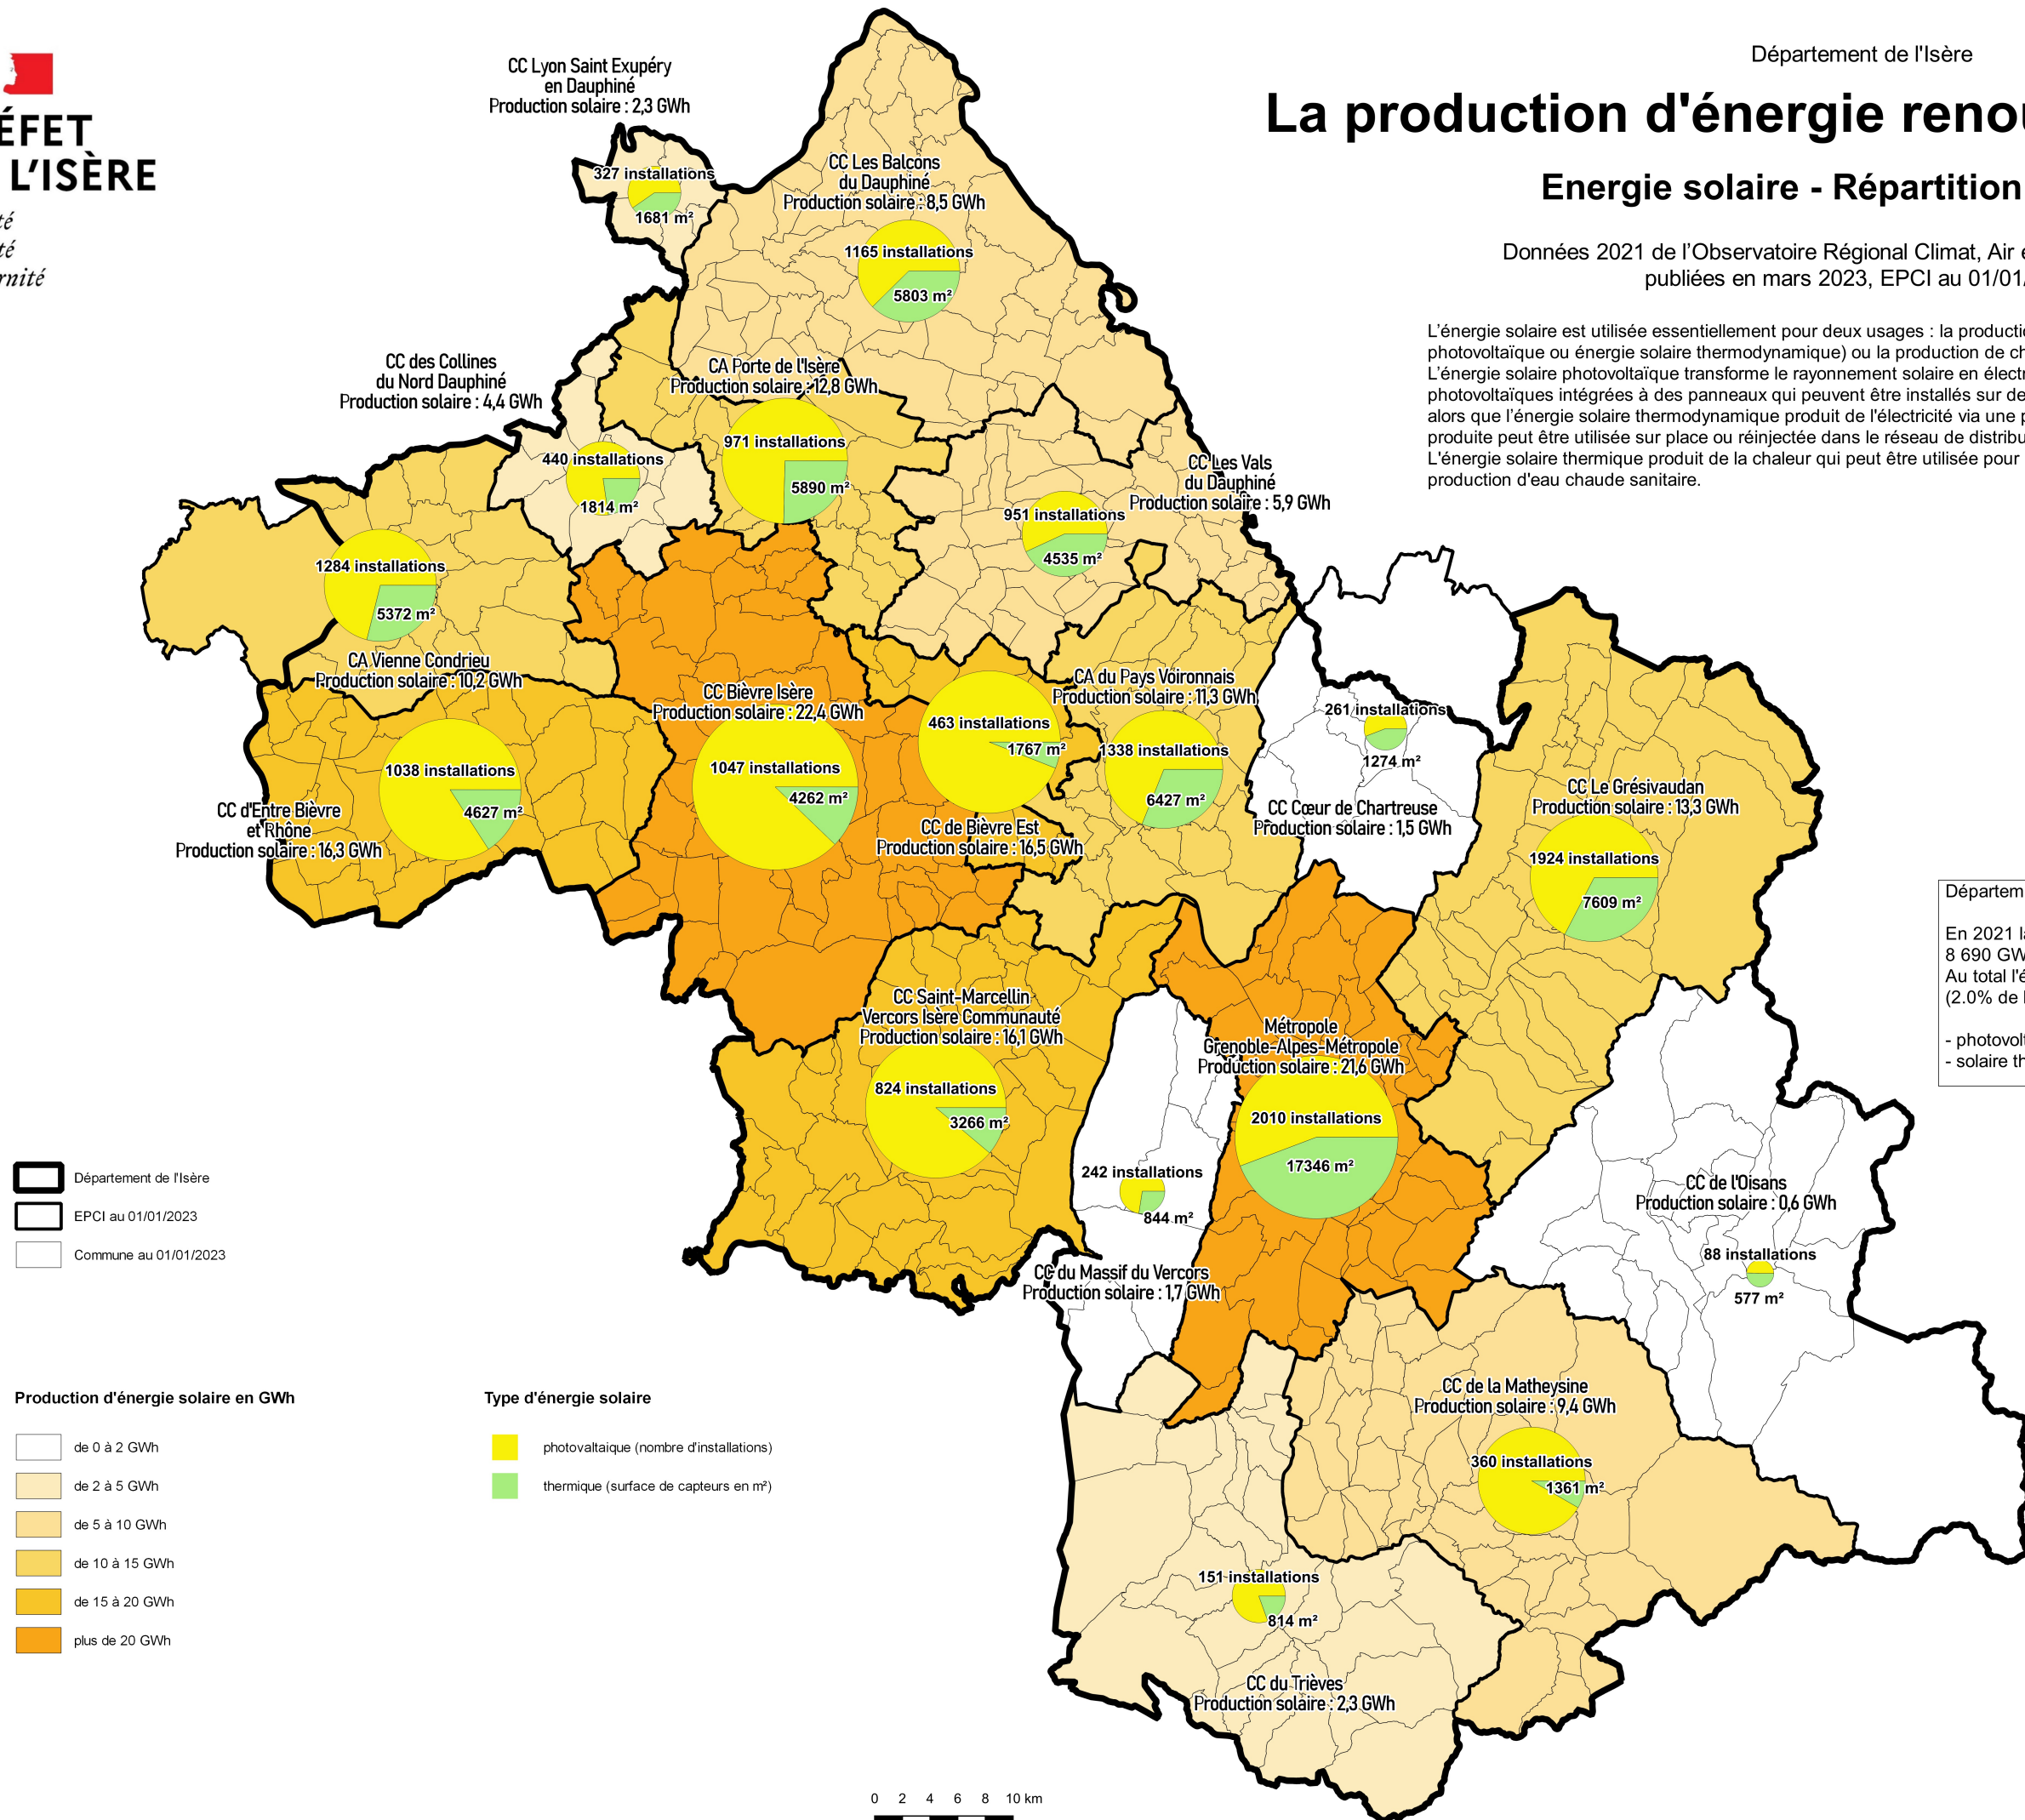 ÉFET
L'ISÈRE
té
té
rnité
Département de l'Isère
La production d'énergie renou
Energie solaire - Répartition
Données 2021 de l'Observatoire Régional Climat, Air e
publiées en mars 2023, EPCI au 01/01/
L'énergie solaire est utilisée essentiellement pour deux usages : la productio
photovoltaïque ou énergie solaire thermodynamique) ou la production de ch
L'énergie solaire photovoltaïque transforme le rayonnement solaire en électr
photovoltaïques intégrées à des panneaux qui peuvent être installés sur de
alors que l'énergie solaire thermodynamique produit de l'électricité via une p
produite peut être utilisée sur place ou réinjectée dans le réseau de distribu
L'énergie solaire thermique produit de la chaleur qui peut être utilisée pour
production d'eau chaude sanitaire.
CC Lyon Saint Exupéry
en Dauphiné
Production solaire : 2,3 GWh
327 installations
1681 m²
CC Les Balcons
du Dauphiné
Production solaire : 8,5 GWh
1165 installations
5803 m²
CC des Collines
du Nord Dauphiné
Production solaire : 4,4 GWh
440 installations
1814 m²
CA Porte de l'Isère
Production solaire : 12,8 GWh
971 installations
5890 m²
CC Les Vals
du Dauphiné
Production solaire : 5,9 GWh
951 installations
4535 m²
1284 installations
5372 m²
CA Vienne Condrieu
Production solaire : 10,2 GWh
CC Bièvre Isère
Production solaire : 22,4 GWh
1047 installations
4262 m²
463 installations
1767 m²
CC de Bièvre Est
Production solaire : 16,5 GWh
CA du Pays Voironnais
Production solaire : 11,3 GWh
1338 installations
6427 m²
261 installations
1274 m²
CC Cœur de Chartreuse
Production solaire : 1,5 GWh
1038 installations
4627 m²
CC d'Entre Bièvre
et Rhône
Production solaire : 16,3 GWh
CC Le Grésivaudan
Production solaire : 13,3 GWh
1924 installations
7609 m²
Départem
En 2021 la
8 690 GW
Au total l'é
(2.0% de l
- photovolt
- solaire th
CC Saint-Marcellin
Vercors Isère Communauté
Production solaire : 16,1 GWh
824 installations
3266 m²
Métropole
Grenoble-Alpes-Métropole
Production solaire : 21,6 GWh
2010 installations
17346 m²
242 installations
844 m²
CC du Massif du Vercors
Production solaire : 1,7 GWh
CC de l'Oisans
Production solaire : 0,6 GWh
88 installations
577 m²
CC de la Matheysine
Production solaire : 9,4 GWh
360 installations
1361 m²
151 installations
814 m²
CC du Trièves
Production solaire : 2,3 GWh
Département de l'Isère
EPCI au 01/01/2023
Commune au 01/01/2023
Production d'énergie solaire en GWh
de 0 à 2 GWh
de 2 à 5 GWh
de 5 à 10 GWh
de 10 à 15 GWh
de 15 à 20 GWh
plus de 20 GWh
Type d'énergie solaire
photovaltaique (nombre d'installations)
thermique (surface de capteurs en m²)
0 2 4 6 8 10 km